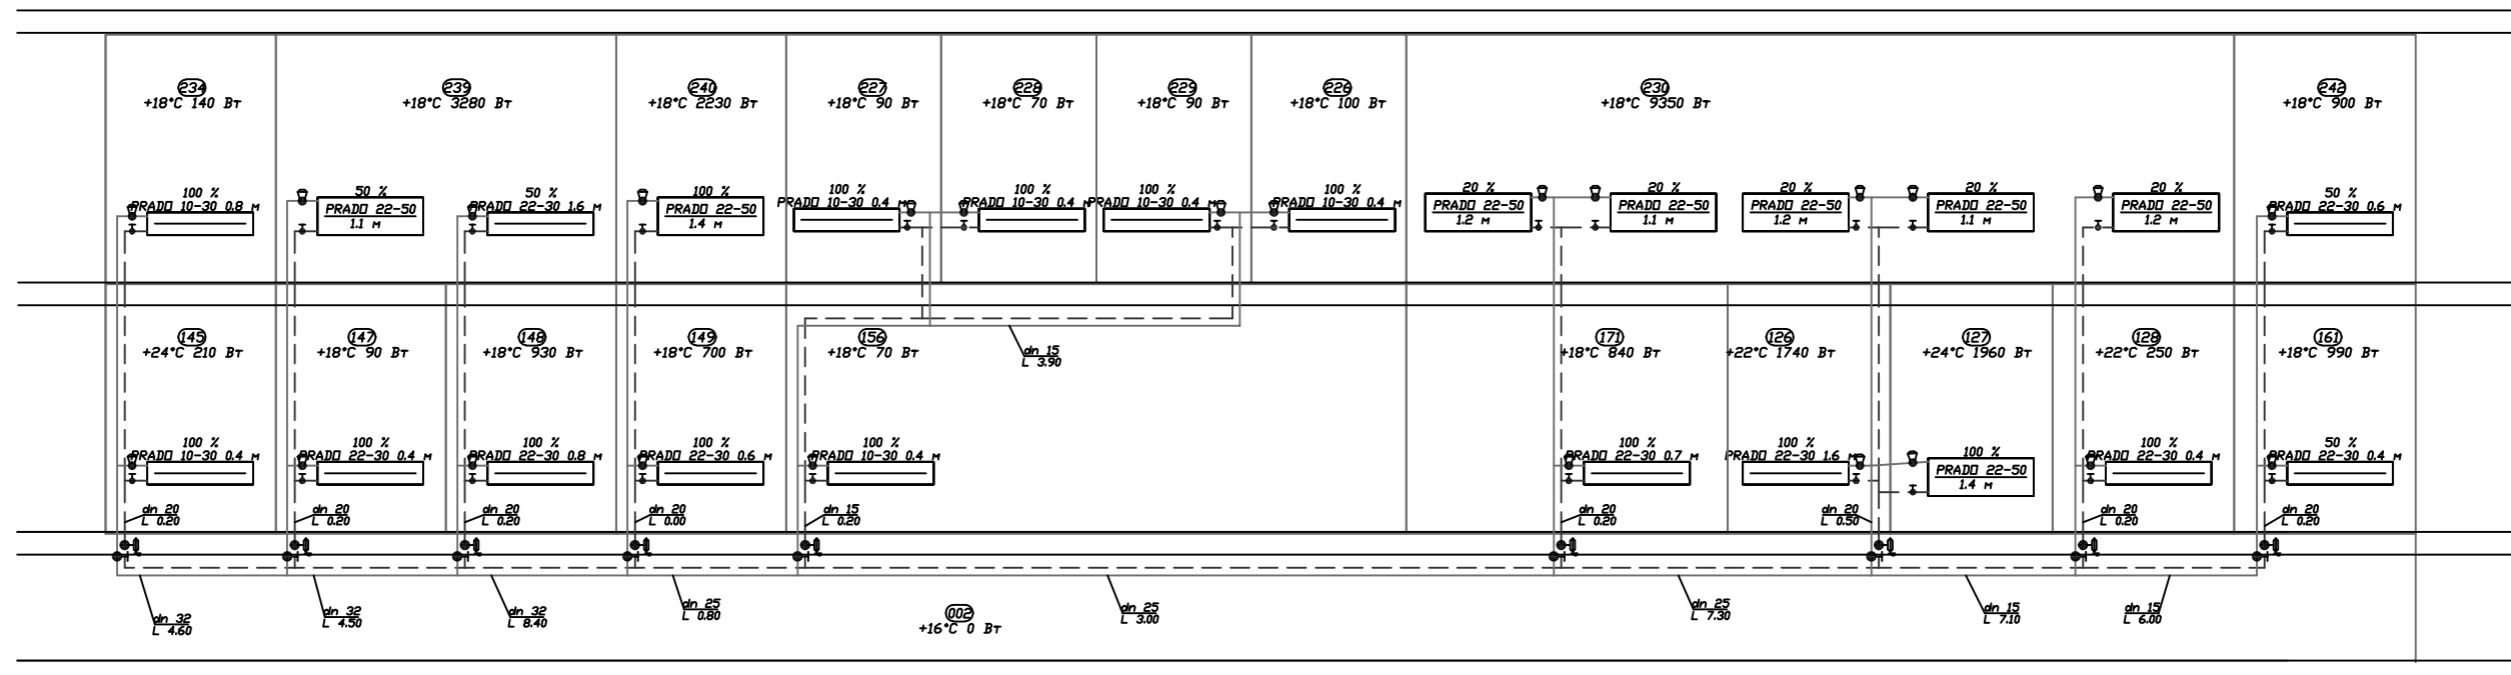 234
+18°C 140 Вт
239
+18°C 3280 Вт
240
+18°C 2230 Вт
227
+18°C 90 Вт
228
+18°C 70 Вт
229
+18°C 90 Вт
226
+18°C 100 Вт
230
+18°C 9350 Вт
242
+18°C 900 Вт
100 %
PRADO 10-30 0.8 м
50 %
PRADO 22-50
1.1 м
50 %
PRADO 22-30 1.6 м
100 %
PRADO 22-50
1.4 м
100 %
PRADO 10-30 0.4 м
100 %
PRADO 10-30 0.4 м
100 %
PRADO 10-30 0.4 м
100 %
PRADO 10-30 0.4 м
20 %
PRADO 22-50
1.2 м
20 %
PRADO 22-50
1.1 м
20 %
PRADO 22-50
1.2 м
20 %
PRADO 22-50
1.1 м
20 %
PRADO 22-50
1.2 м
50 %
PRADO 22-30 0.6 м
145
+24°C 210 Вт
147
+18°C 90 Вт
148
+18°C 930 Вт
149
+18°C 700 Вт
156
+18°C 70 Вт
dn 15
L 3.90
171
+18°C 840 Вт
126
+22°C 1740 Вт
127
+24°C 1960 Вт
128
+22°C 250 Вт
161
+18°C 990 Вт
100 %
PRADO 10-30 0.4 м
100 %
PRADO 22-30 0.4 м
100 %
PRADO 22-30 0.8 м
100 %
PRADO 22-30 0.6 м
100 %
PRADO 10-30 0.4 м
100 %
PRADO 22-30 0.7 м
100 %
PRADO 22-30 1.6 м
100 %
PRADO 22-50
1.4 м
100 %
PRADO 22-30 0.4 м
50 %
PRADO 22-30 0.4 м
dn 20
L 0.20
dn 20
L 0.20
dn 20
L 0.20
dn 20
L 0.00
dn 15
L 0.20
dn 20
L 0.20
dn 20
L 0.50
dn 20
L 0.20
dn 20
L 0.20
dn 32
L 4.60
dn 32
L 4.50
dn 32
L 8.40
dn 25
L 0.80
002
+16°C 0 Вт
dn 25
L 3.00
dn 25
L 7.30
dn 15
L 7.10
dn 15
L 6.00